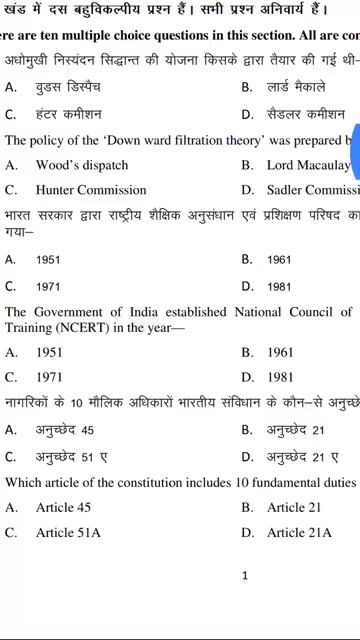 खंड में दस बहुविकल्पीय प्रश्न हैं। सभी प्रश्न अनिवार्य हैं।
ere are ten multiple choice questions in this section. All are con
अधोमुखी निस्यंदन सिद्धान्त की योजना किसके द्वारा तैयार की गई थी–
A. वुडस डिस्पैच B. लार्ड मैकाले
C. हंटर कमीशन D. सैडलर कमीशन
The policy of the ‘Down ward filtration theory’ was prepared b
A. Wood’s dispatch B. Lord Macaulay
C. Hunter Commission D. Sadler Commissi
भारत सरकार द्वारा राष्ट्रीय शैक्षिक अनुसंधान एवं प्रशिक्षण परिषद का
गया–
A. 1951 B. 1961
C. 1971 D. 1981
The Government of India established National Council of
Training (NCERT) in the year—
A. 1951 B. 1961
C. 1971 D. 1981
नागरिकों के 10 मौलिक अधिकारों भारतीय संविधान के कौन–से अनुच्छे
A. अनुच्छेद 45 B. अनुच्छेद 21
C. अनुच्छेद 51 ए D. अनुच्छेद 21 ए
Which article of the constitution includes 10 fundamental duties
A. Article 45 B. Article 21
C. Article 51A D. Article 21A
1